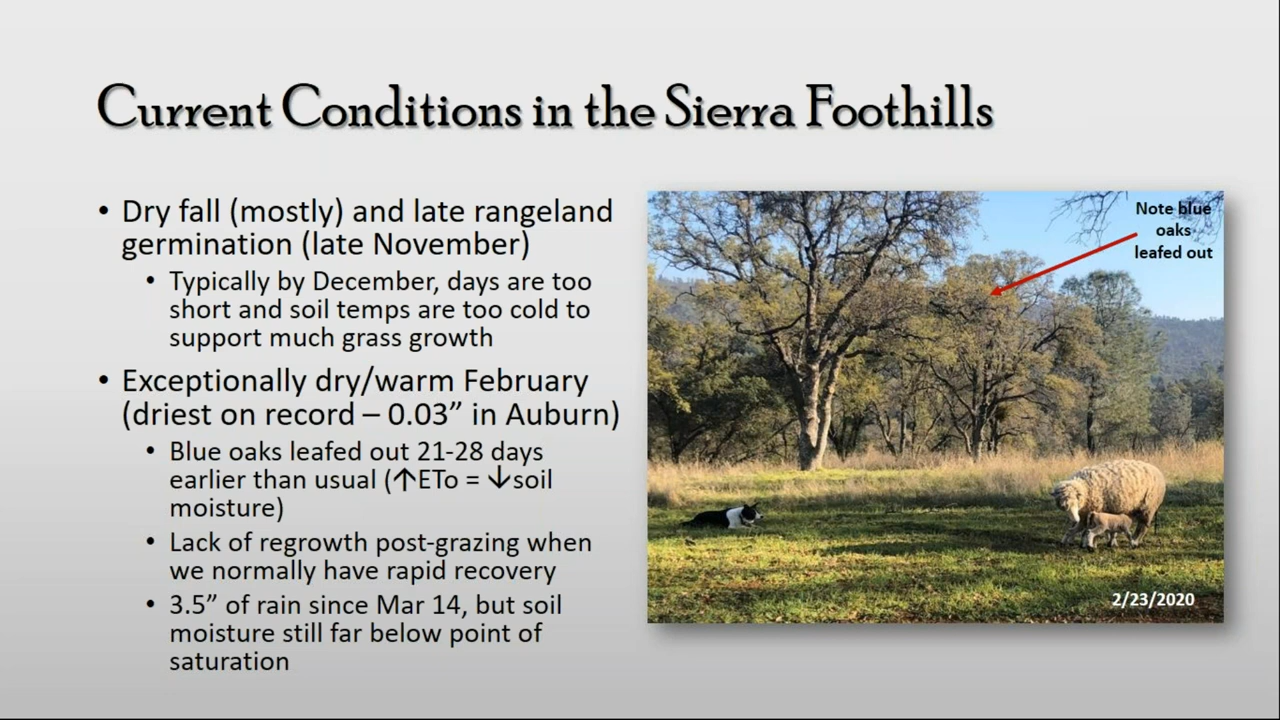 Current Conditions in the Sierra Foothills
• Dry fall (mostly) and late rangeland
germination (late November)
• Typically by December, days are too
short and soil temps are too cold to
support much grass growth
• Exceptionally dry/warm February
(driest on record – 0.03” in Auburn)
• Blue oaks leafed out 21-28 days
earlier than usual (↑ETo = ↓soil
moisture)
• Lack of regrowth post-grazing when
we normally have rapid recovery
• 3.5” of rain since Mar 14, but soil
moisture still far below point of
saturation
Note blue
oaks
leafed out
2/23/2020